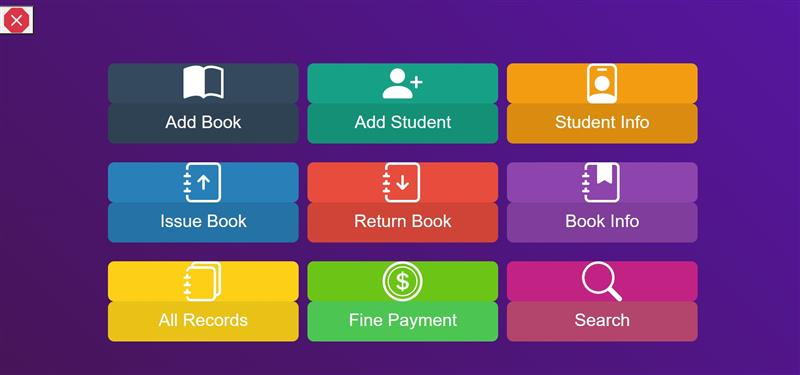 Add Book
Add Student
Student Info
Issue Book
Return Book
Book Info
All Records
Fine Payment
Search